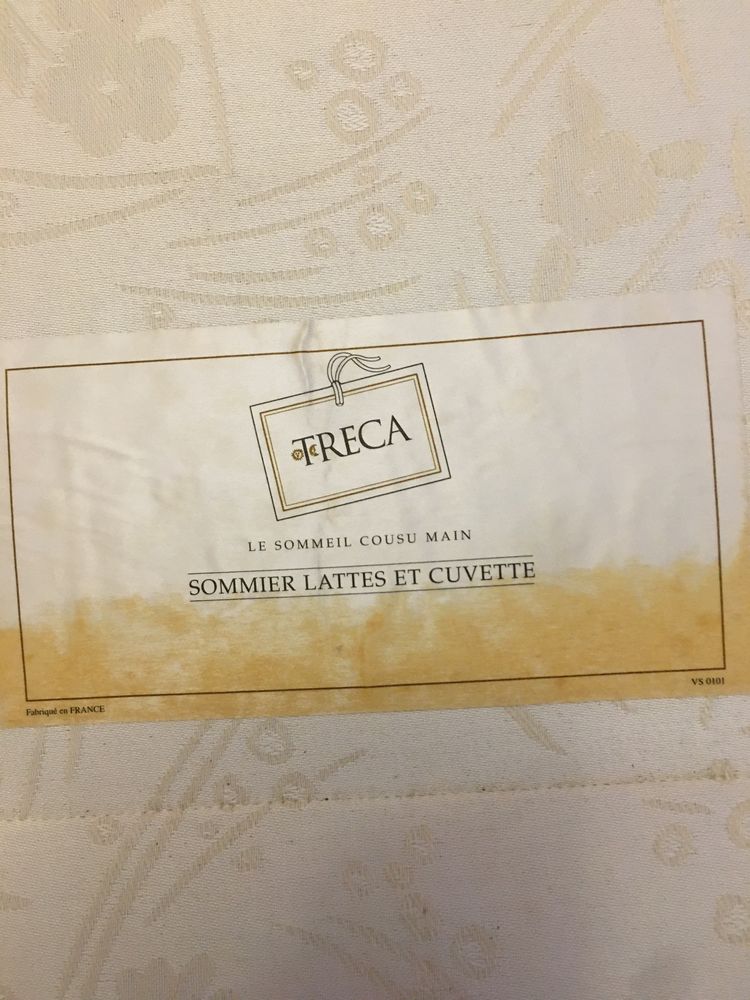 TRECA
LE SOMMEIL COUSU MAIN
SOMMIER LATTES ET CUVETTE
VS 0101
Fabriqué en FRANCE